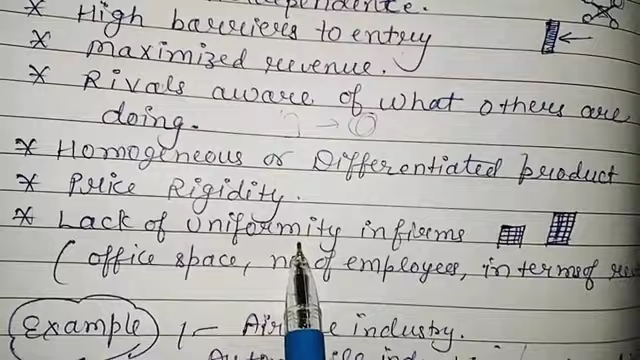 * High barriers to entry
* Maximized revenue.
* Rivals aware of what others are
doing.
* Homogeneous or Differentiated product
* Price Rigidity.
* Lack of Uniformity in firms
( office space, no of employees, in terms of
Example 1- industry.